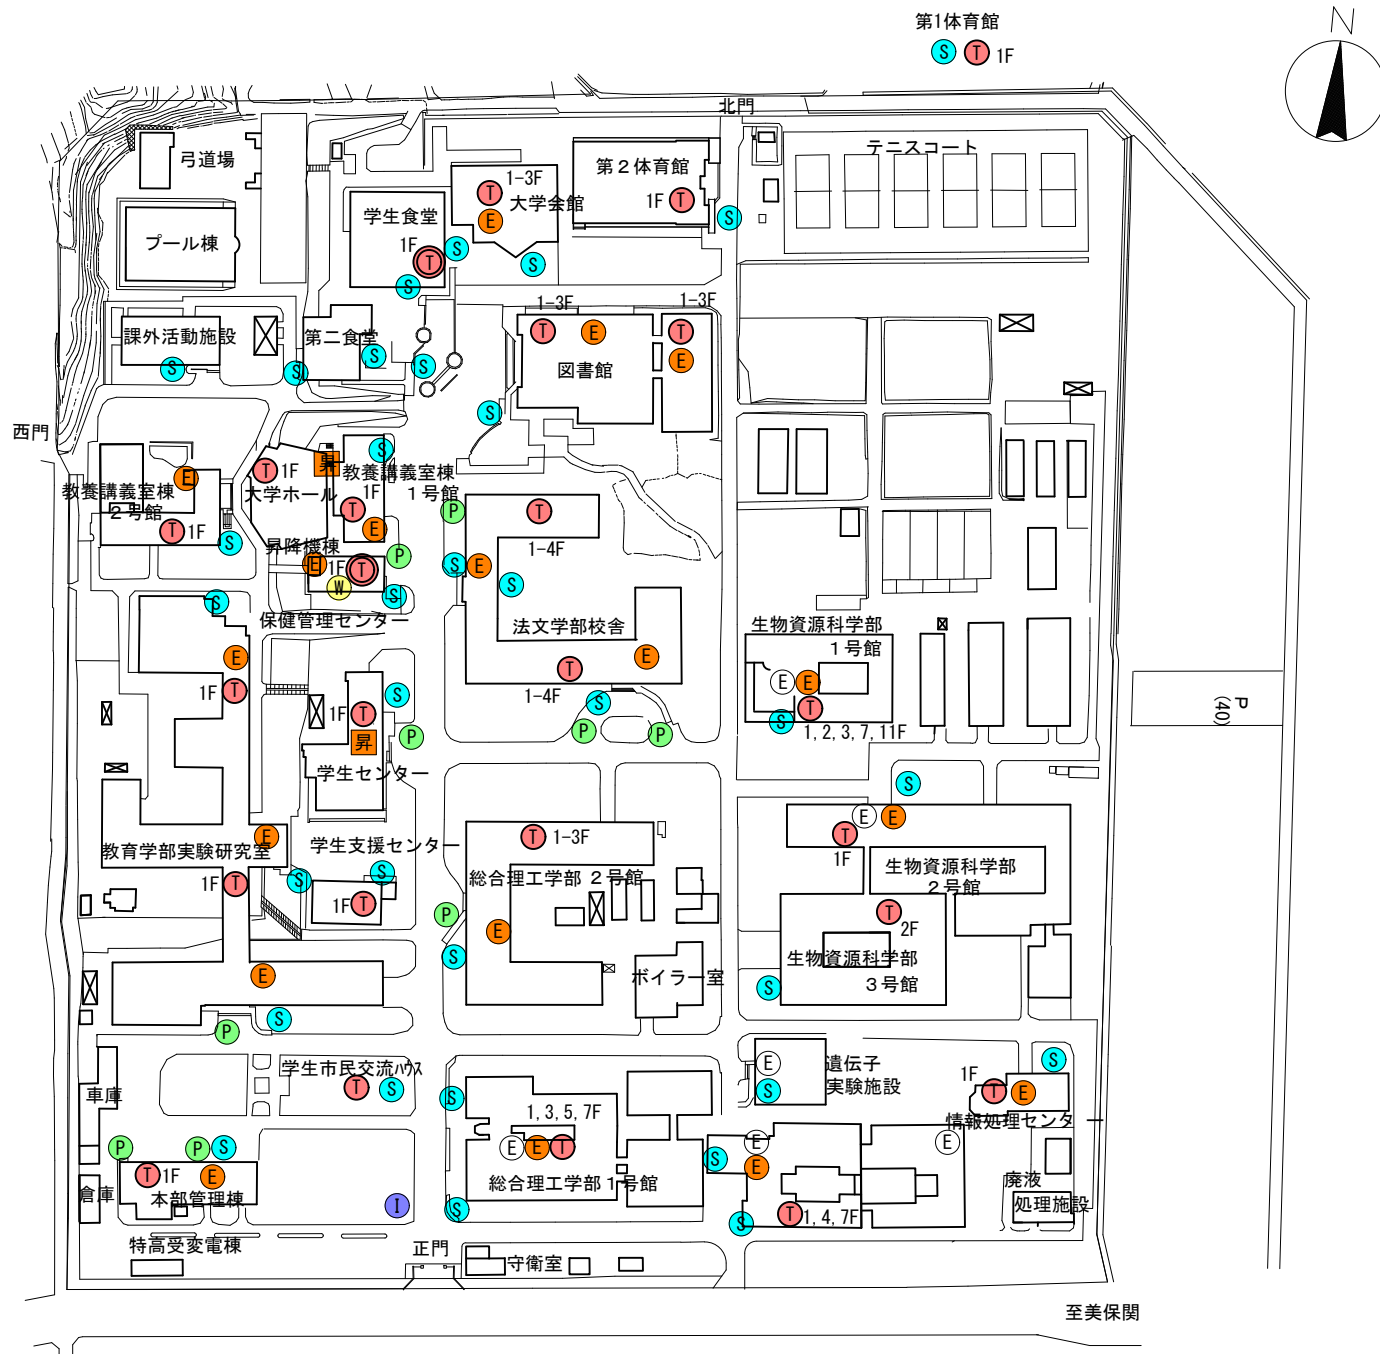 第1体育館
S T 1F
N
北門
弓道場
テニスコート
第２体育館
1F T
1-3F
T
大学会館
E
学生食堂
1F
T
S
S
S
S
プール棟
課外活動施設
S
第二食堂
S
S
S
1-3F
T
E
図書館
1-3F
T
E
S
西門
教養講義室棟
２号館
E
T 1F
S
T 1F
大学ホール
昇
S
教養講義室棟
１号館
1F
T
E
P
昇降機棟
E
1F T
W
S
保健管理センター
P
T
1-4F
S
E
S
法文学部校舎
T
E
1-4F
S
P
P
生物資源科学部
１号館
E E
T
S
1, 2, 3, 7, 11F
P
(40)
S
E
1F T
1F T
S
P
昇
学生センター
E
教育学部実験研究室
1F T
学生支援センター
S
S
1F T
E
S
P
T 1-3F
総合理工学部 ２号館
P
E
S
ボイラー室
S
E E
T
1F
生物資源科学部
２号館
T
2F
生物資源科学部
３号館
S
学生市民交流ﾊｳｽ
T S
車庫
P
P S
T 1F
E
倉庫
本部管理棟
I
特高受変電棟
正門
守衛室
S
1, 3, 5, 7F
E E T
総合理工学部１号館
S
E
遺伝子
実験施設
S
E
E
S
E
S
T 1, 4, 7F
S
1F
T E
情報処理センター
廃液
処理施設
至美保関